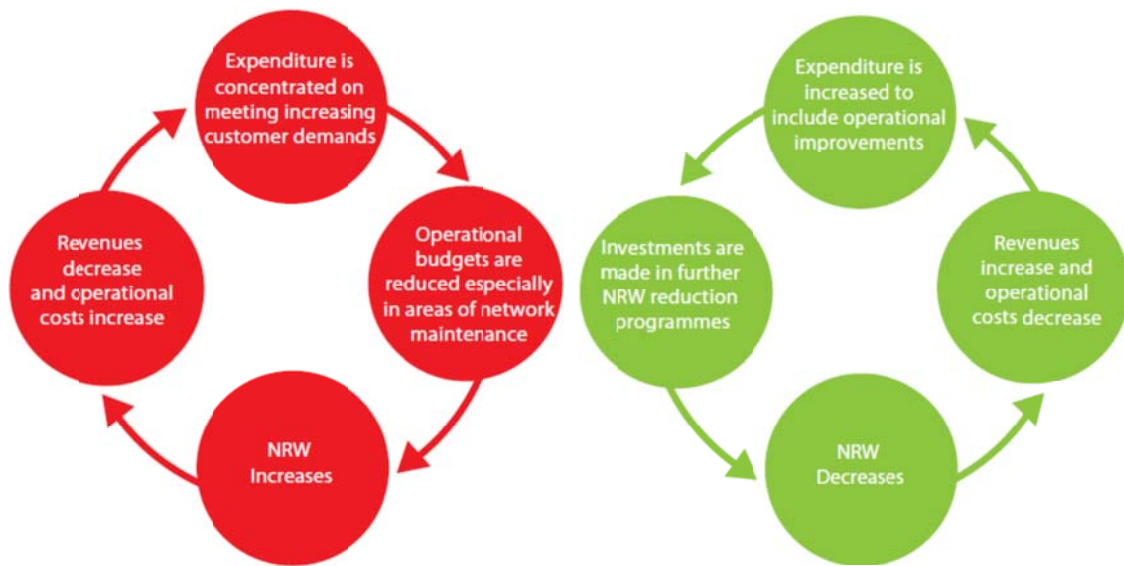 Expenditure is
concentrated on
meeting increasing
customer demands
Operational
budgets are
reduced especially
in areas of network
maintenance
NRW
Increases
Revenues
decrease
and operational
costs increase
Expenditure is
increased to
include operational
improvements
Investments are
made in further
NRW reduction
programmes
NRW
Decreases
Revenues
increase and
operational
costs decrease